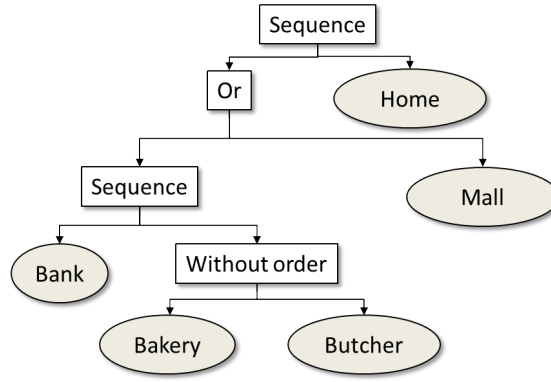 Sequence
Or
Home
Sequence
Mall
Bank
Without order
Bakery
Butcher